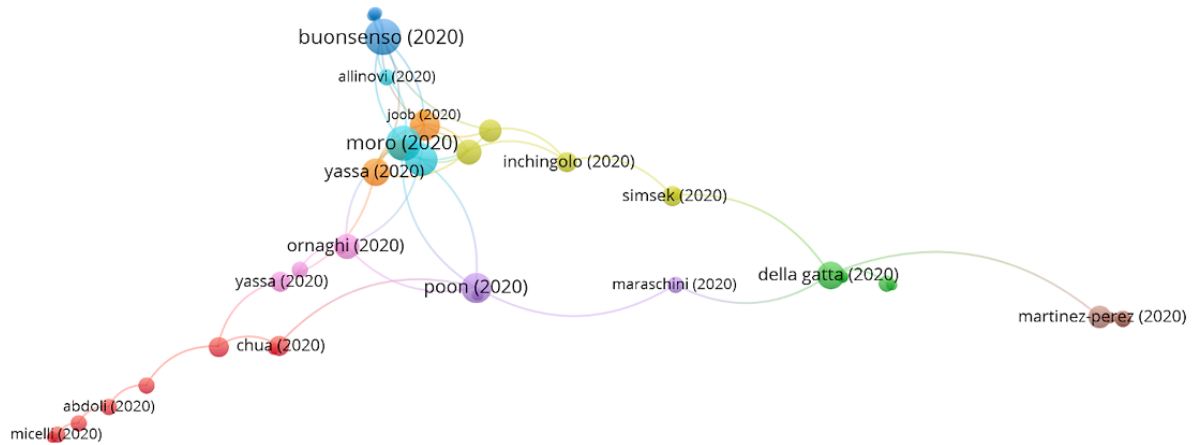 buonsenso (2020)
allinovi (2020)
joob (2020)
moro (2020)
inchingolo (2020)
yassa (2020)
simsek (2020)
ornaghi (2020)
yassa (2020)
della gatta (2020)
maraschini (2020)
poon (2020)
martinez-perez (2020)
chua (2020)
abdoli (2020)
micelli (2020)